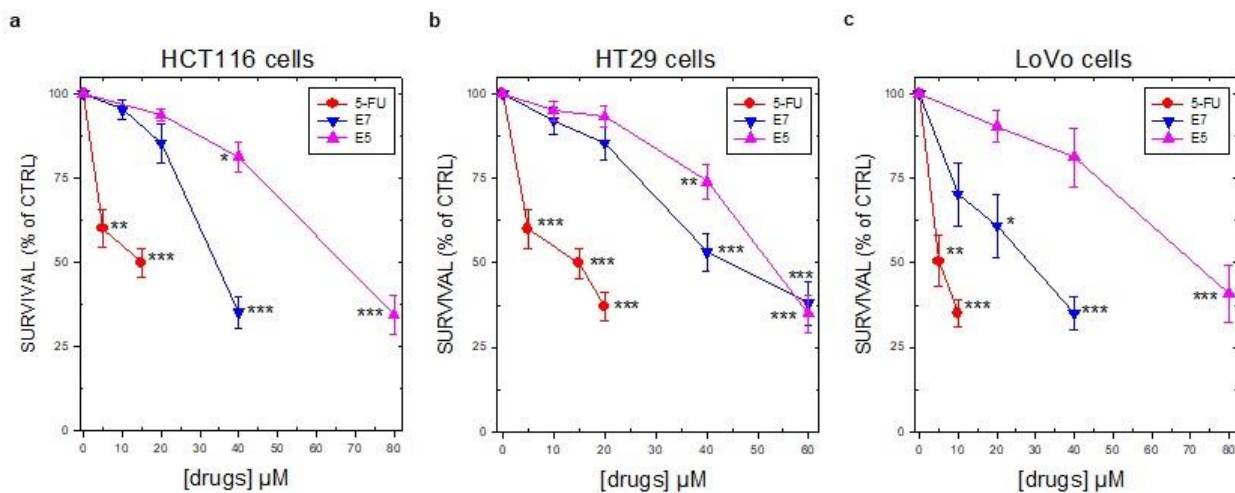 a
HCT116 cells
5-FU
E7
E5
SURVIVAL (% of CTRL)
100
75
50
25
0
**
***
*
***
***
0 10 20 30 40 50 60 70 80
[drugs] µM
b
HT29 cells
5-FU
E7
E5
SURVIVAL (% of CTRL)
100
75
50
25
0
**
***
***
***
***
***
***
0 10 20 30 40 50 60
[drugs] µM
c
LoVo cells
5-FU
E7
E5
SURVIVAL (% of CTRL)
100
75
50
25
0
**
*
***
***
***
0 10 20 30 40 50 60 70 80
[drugs] µM